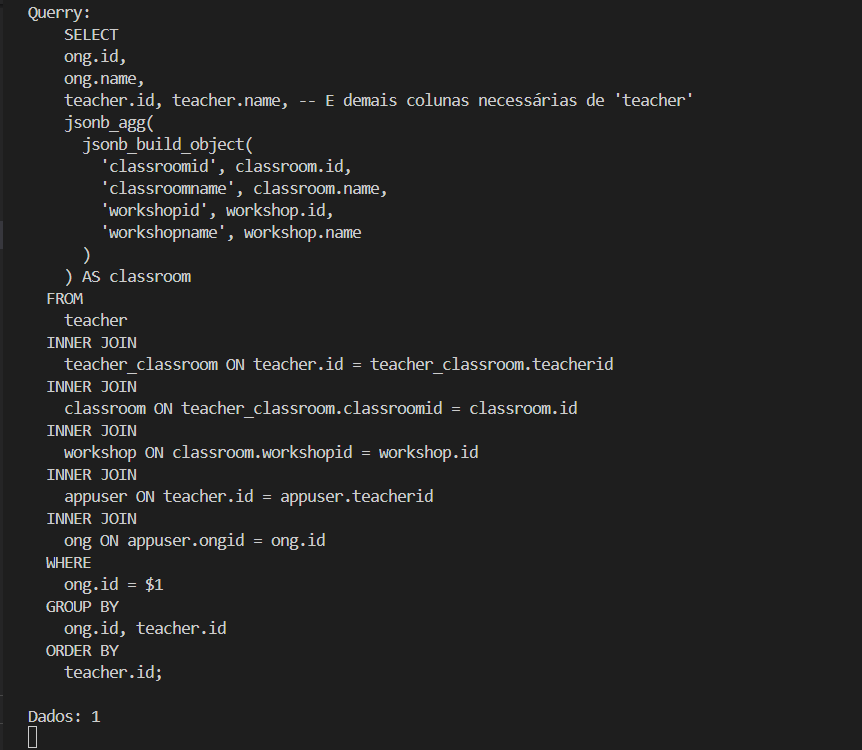 Querry:
SELECT
ong.id,
ong.name,
teacher.id, teacher.name, -- E demais colunas necessárias de 'teacher'
jsonb_agg(
jsonb_build_object(
'classroomid', classroom.id,
'classroomname', classroom.name,
'workshopid', workshop.id,
'workshopname', workshop.name
)
) AS classroom
FROM
teacher
INNER JOIN
teacher_classroom ON teacher.id = teacher_classroom.teacherid
INNER JOIN
classroom ON teacher_classroom.classroomid = classroom.id
INNER JOIN
workshop ON classroom.workshopid = workshop.id
INNER JOIN
appuser ON teacher.id = appuser.teacherid
INNER JOIN
ong ON appuser.ongid = ong.id
WHERE
ong.id = $1
GROUP BY
ong.id, teacher.id
ORDER BY
teacher.id;
Dados: 1